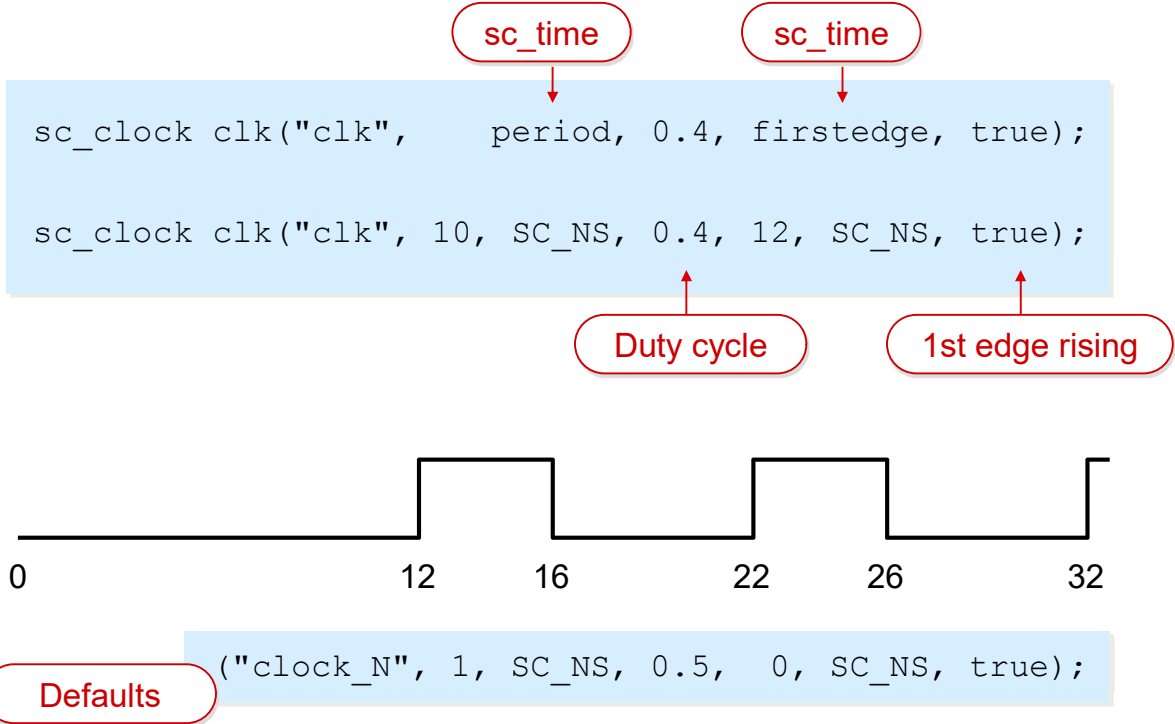 sc_time sc_time
sc_clock clk("clk",    period, 0.4, firstedge, true);
sc_clock clk("clk", 10, SC_NS, 0.4, 12, SC_NS, true);
Duty cycle 1st edge rising
0 12 16 22 26 32
Defaults ("clock_N", 1, SC_NS, 0.5,  0, SC_NS, true);